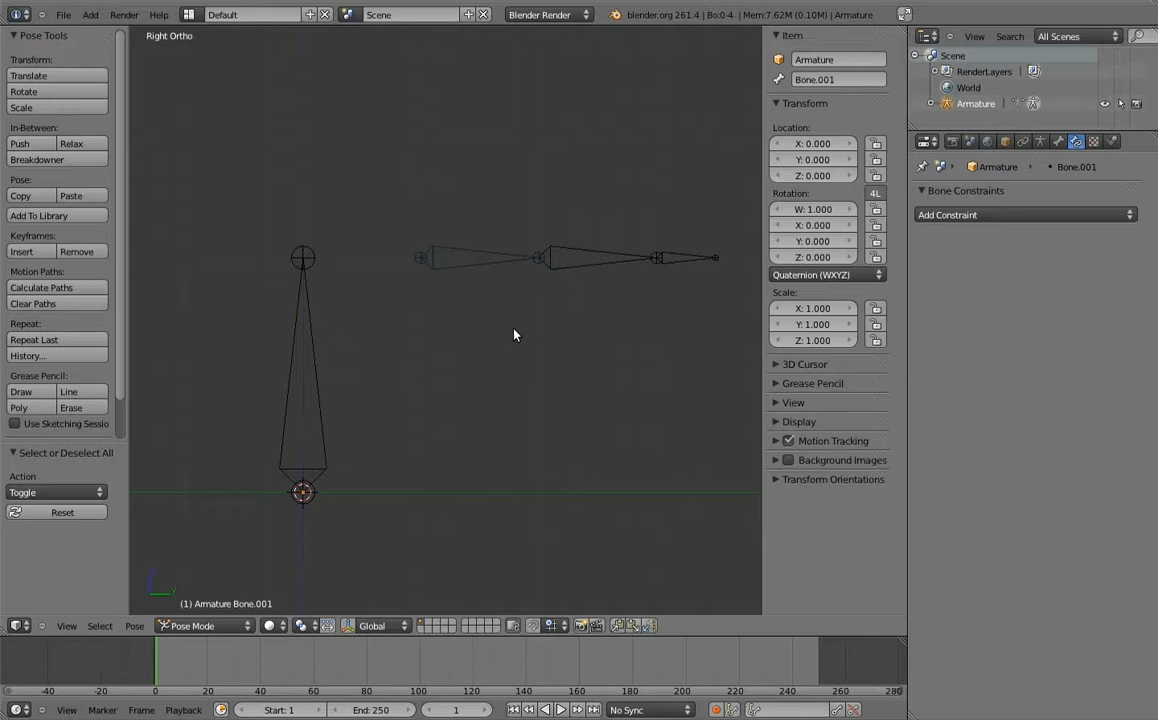 File Add Render Help Default Scene Blender Render blender.org 261.4 | Bo:0-4 | Mem:7.62M (0.10M) | Armature
Pose Tools
Transform:
Translate
Rotate
Scale
In-Between:
Push Relax
Breakdowner
Pose:
Copy Paste
Add To Library
Keyframes:
Insert Remove
Motion Paths:
Calculate Paths
Clear Paths
Repeat:
Repeat Last
History...
Grease Pencil:
Draw Line
Poly Erase
Use Sketching Sessio
Select or Deselect All
Action
Toggle
Reset
Right Ortho
(1) Armature Bone.001
Item
Armature
Bone.001
Transform
Location:
X: 0.000
Y: 0.000
Z: 0.000
Rotation:
4L
W: 1.000
X: 0.000
Y: 0.000
Z: 0.000
Quaternion (WXYZ)
Scale:
X: 1.000
Y: 1.000
Z: 1.000
3D Cursor
Grease Pencil
View
Display
Motion Tracking
Background Images
Transform Orientations
View Search All Scenes
Scene
RenderLayers
World
Armature
Armature Bone.001
Bone Constraints
Add Constraint
View Select Pose Pose Mode Global
-40 -20 0 20 40 60 80 100 120 140 160 180 200 220 240 260 280
View Marker Frame Playback Start: 1 End: 250 1 No Sync